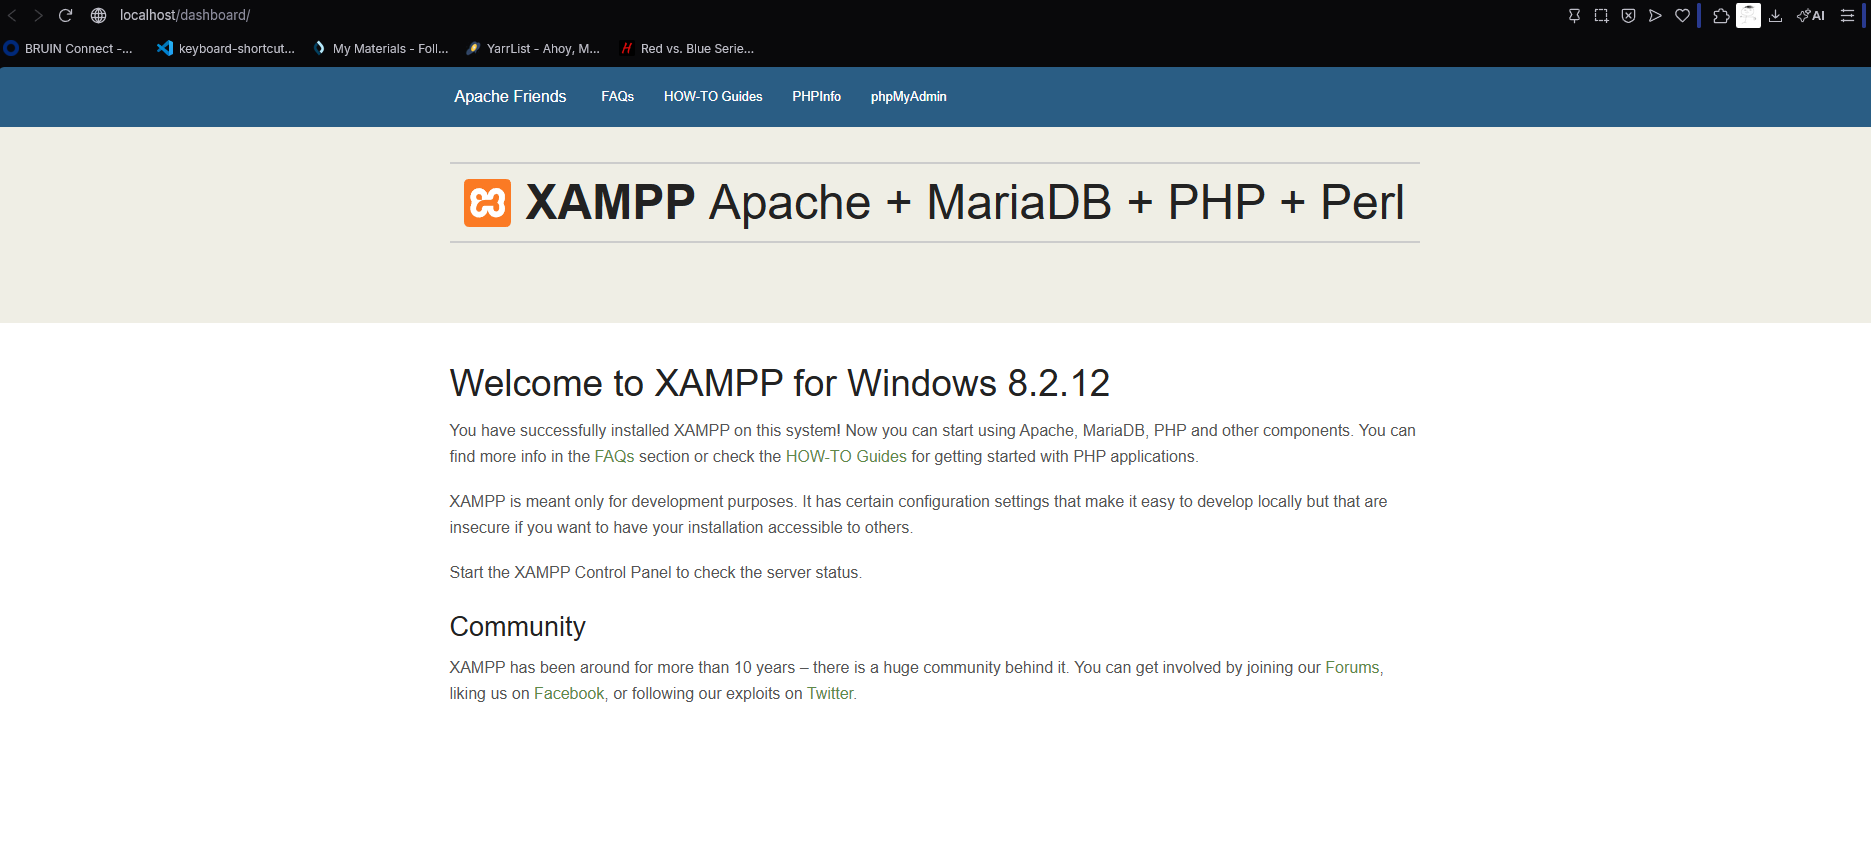 localhost/dashboard/
AI
BRUIN Connect -...
keyboard-shortcut...
My Materials - Foll...
YarrList - Ahoy, M...
Red vs. Blue Serie...
Apache Friends
FAQs
HOW-TO Guides
PHPInfo
phpMyAdmin
XAMPP Apache + MariaDB + PHP + Perl
Welcome to XAMPP for Windows 8.2.12
You have successfully installed XAMPP on this system! Now you can start using Apache, MariaDB, PHP and other components. You can
find more info in the FAQs section or check the HOW-TO Guides for getting started with PHP applications.
XAMPP is meant only for development purposes. It has certain configuration settings that make it easy to develop locally but that are
insecure if you want to have your installation accessible to others.
Start the XAMPP Control Panel to check the server status.
Community
XAMPP has been around for more than 10 years – there is a huge community behind it. You can get involved by joining our Forums,
liking us on Facebook, or following our exploits on Twitter.